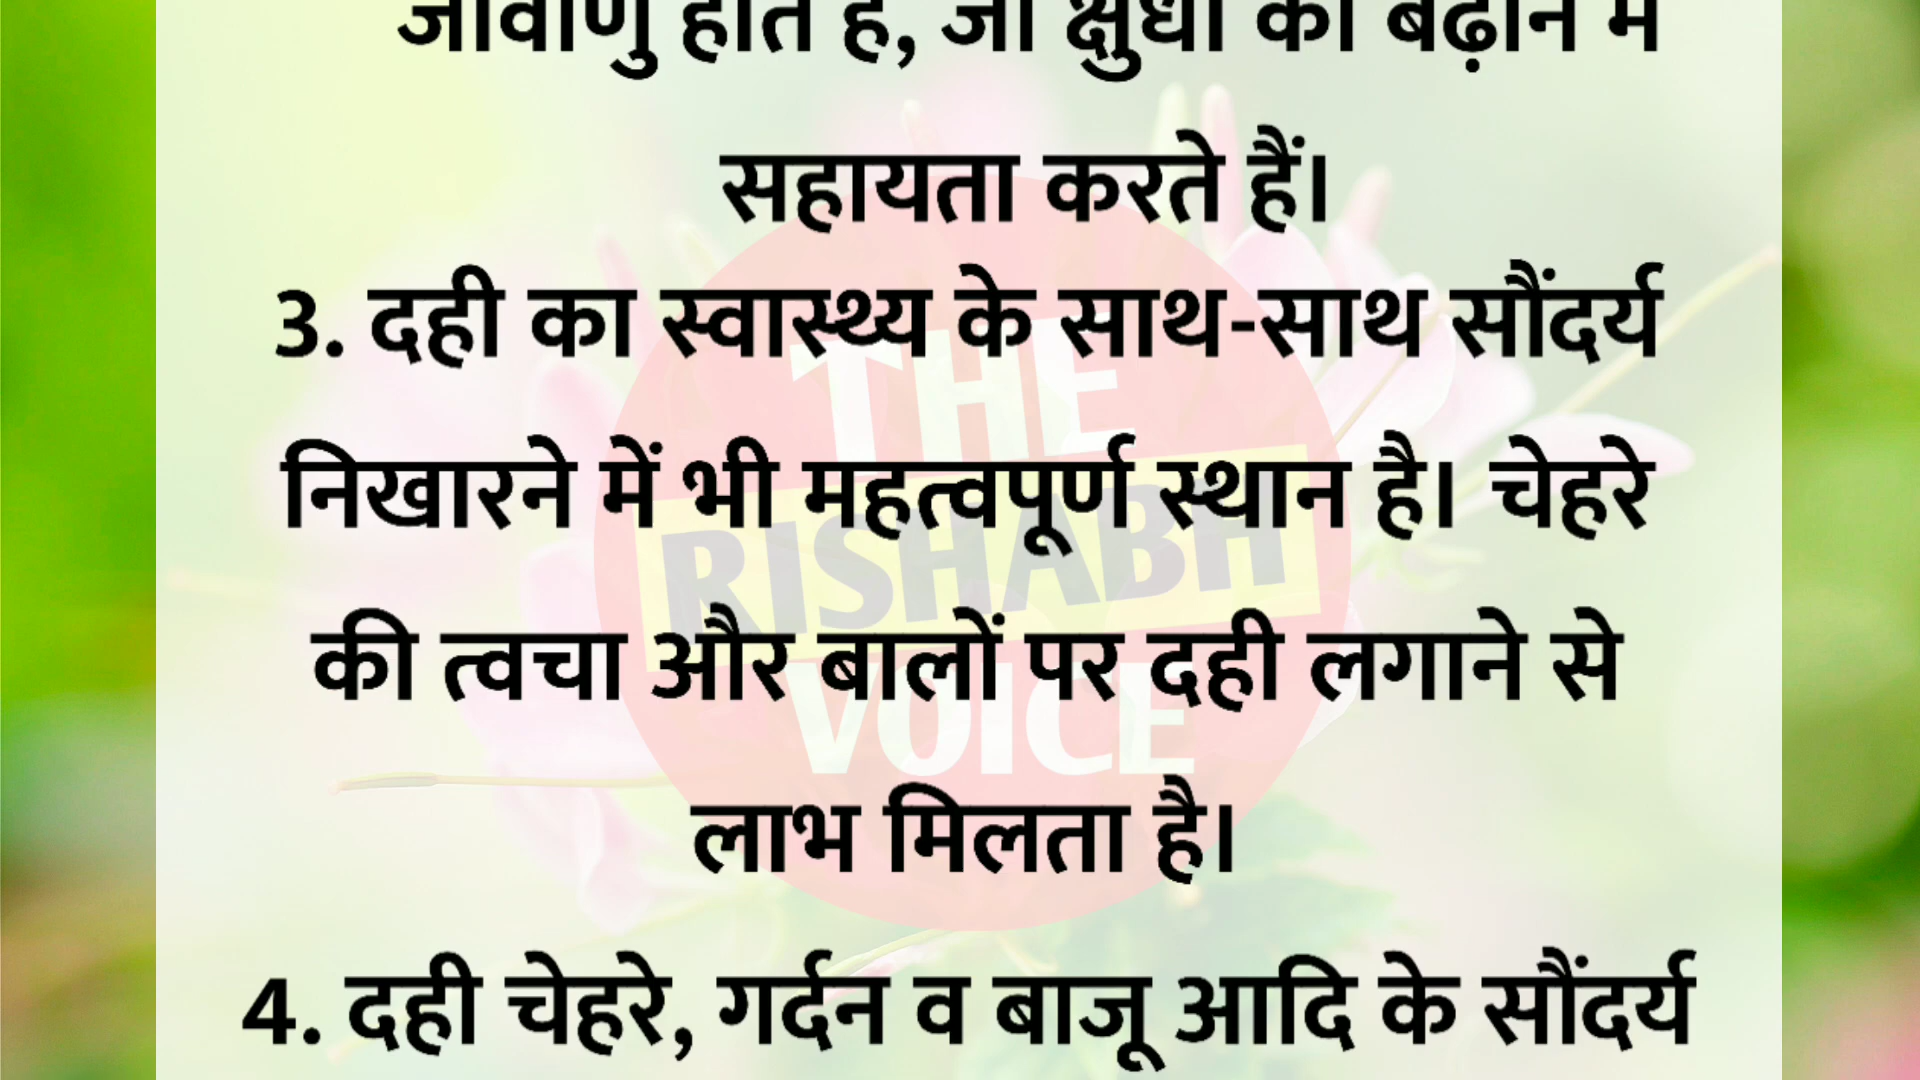 जीवाणु होते हैं, जो क्षुधा को बढ़ाने में
सहायता करते हैं।
3. दही का स्वास्थ्य के साथ-साथ सौंदर्य
THE
निखारने में भी महत्वपूर्ण स्थान है। चेहरे
RISHABH
की त्वचा और बालों पर दही लगाने से
VOICE
लाभ मिलता है।
4. दही चेहरे, गर्दन व बाजू आदि के सौंदर्य